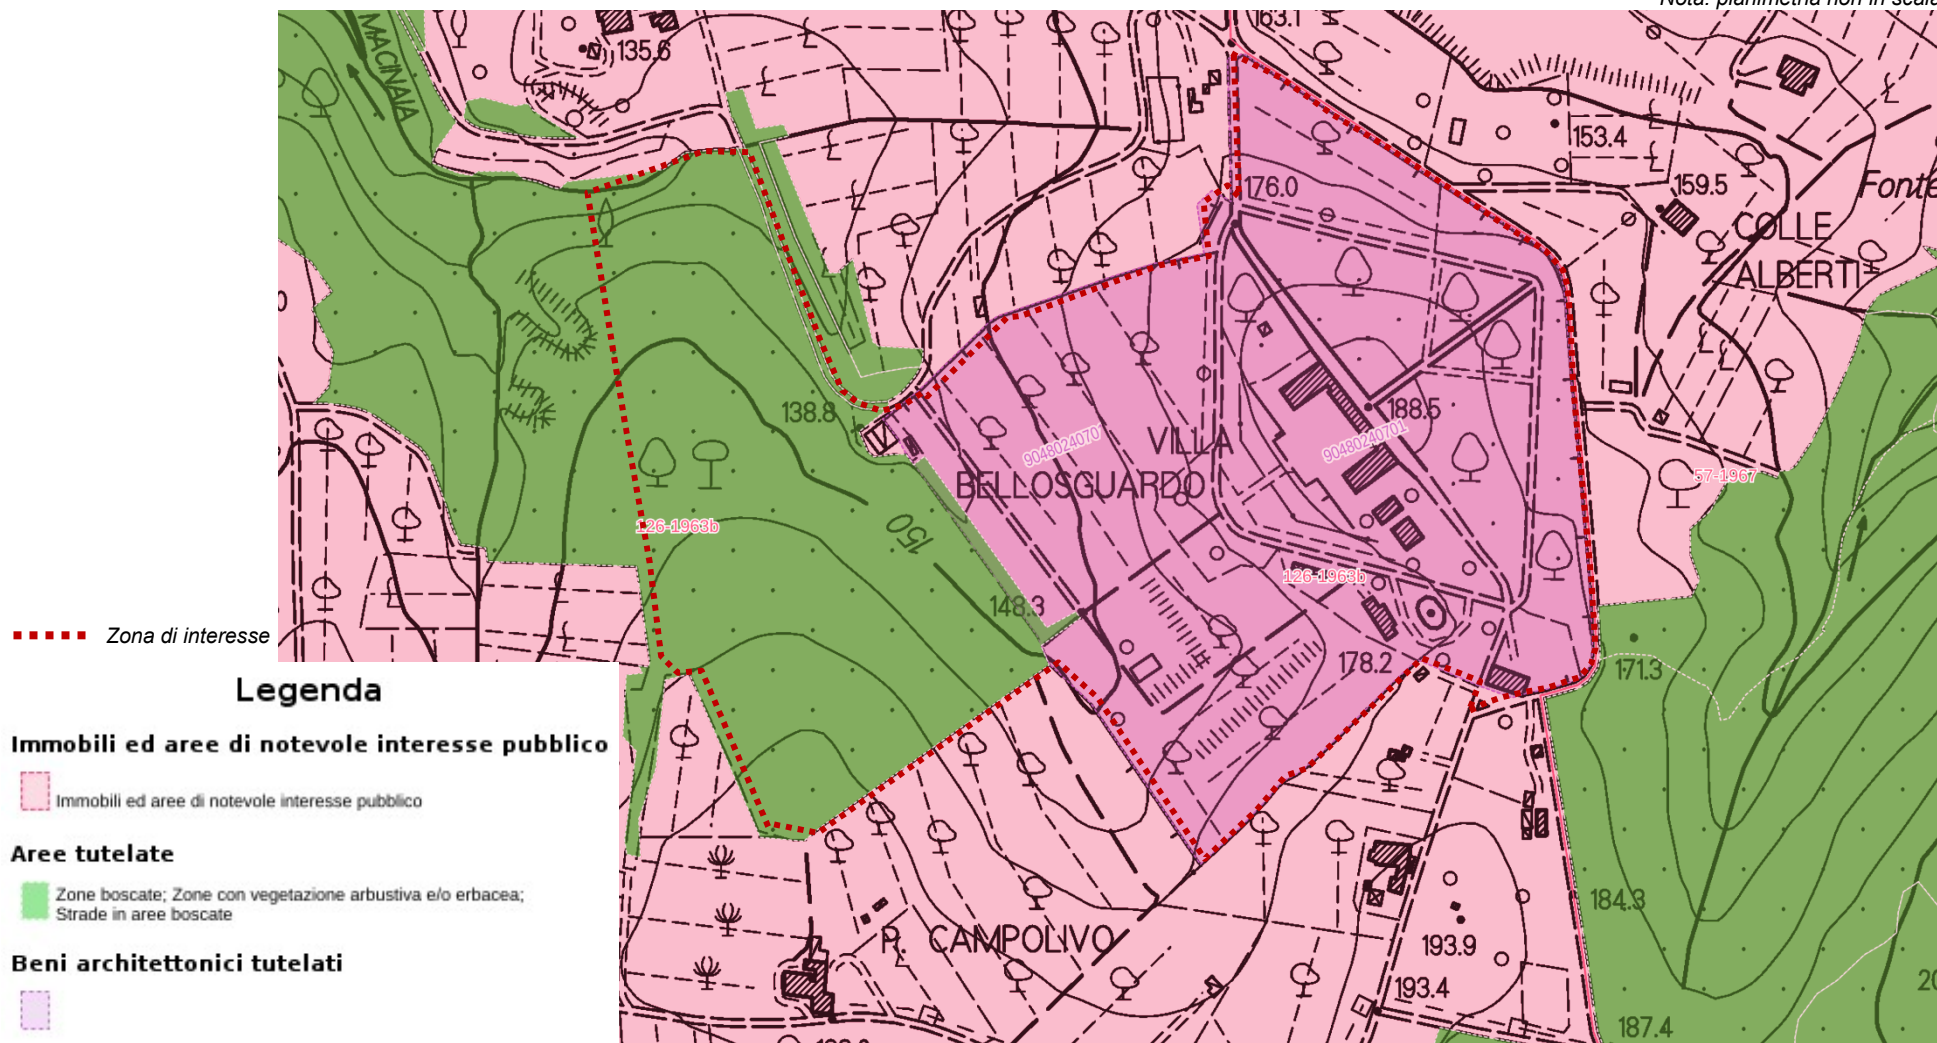 Nota: planimetria non in scala
MACINAIA
135.6
163.1
153.4
159.5
Fonte
COLLE
ALBERTI
176.0
138.8
188.5
VILLA
BELLOSGUARDO
90480240701
90480240701
57-1967
126-1963b
126-1963b
150
148.3
178.2
171.3
Zona di interesse
Legenda
Immobili ed aree di notevole interesse pubblico
Immobili ed aree di notevole interesse pubblico
Aree tutelate
Zone boscate; Zone con vegetazione arbustiva e/o erbacea;
Strade in aree boscate
Beni architettonici tutelati
P. CAMPOLIVO
184.3
193.9
193.4
187.4